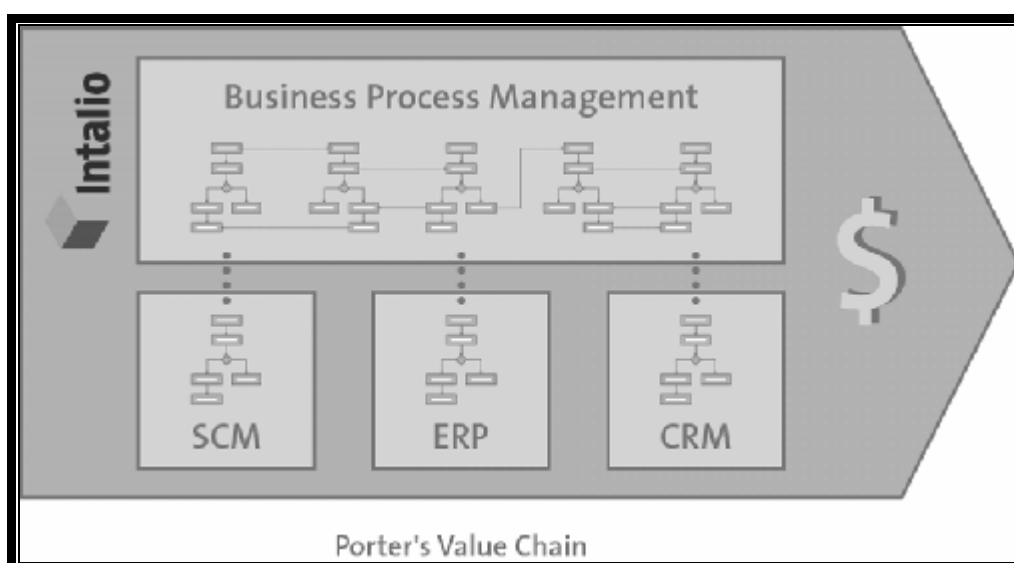 Intalio
Business Process Management
$
SCM
ERP
CRM
Porter's Value Chain